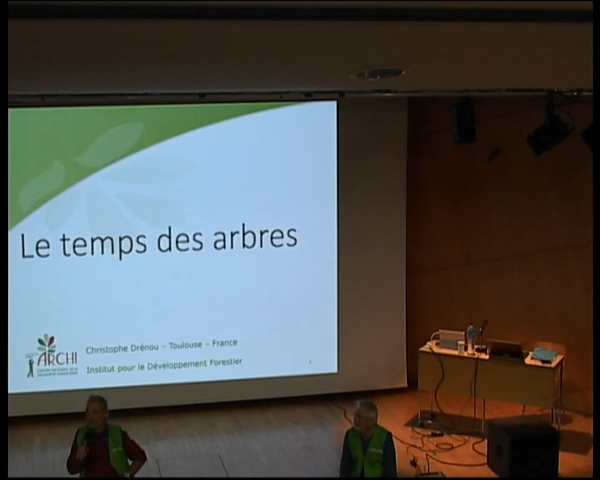 Le temps des arbres
ARCHI
Christophe Drénou – Toulouse – France
Institut pour le Développement Forestier